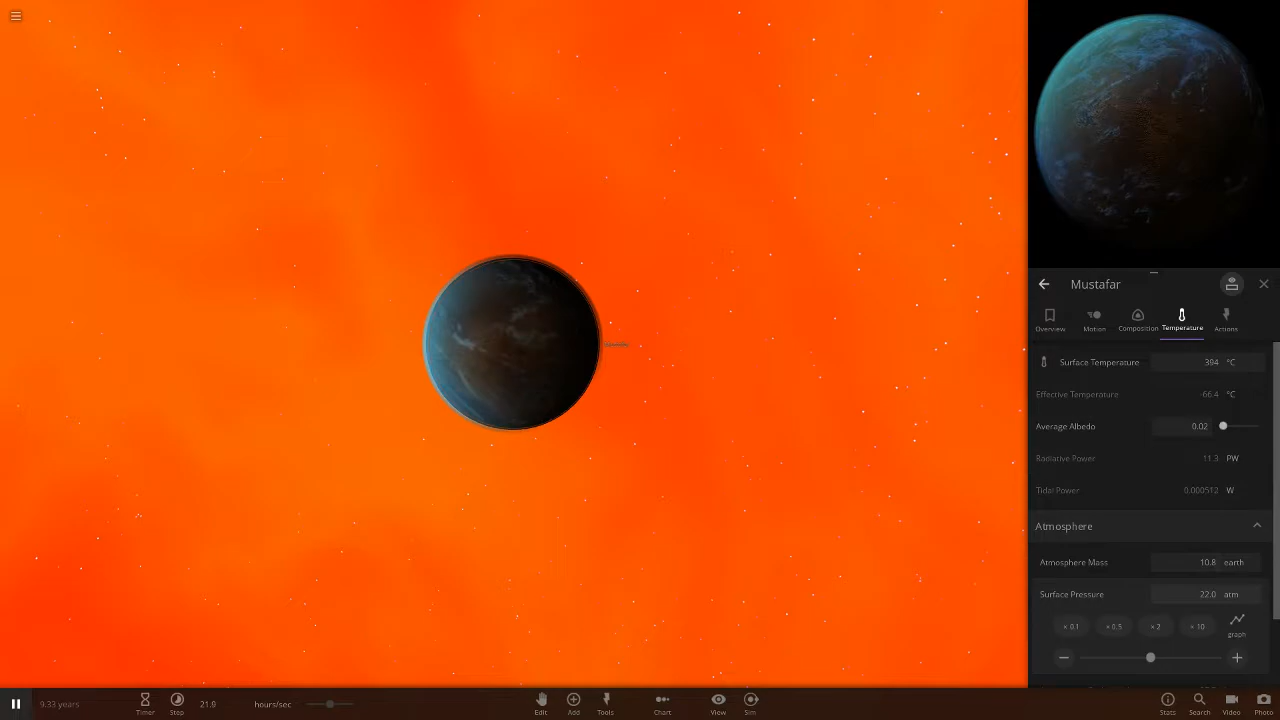 Mustafar
Overview
Motion
Composition
Temperature
Actions
Surface Temperature 394 °C
Effective Temperature -66.4 °C
Average Albedo 0.02
Radiative Power 11.3 PW
Tidal Power 0.000512 W
Atmosphere
Atmosphere Mass 10.8 earth
Surface Pressure 22.0 atm
× 0.1 × 0.5 × 2 × 10 graph
9.33 years
Timer
Step
21.9 hours/sec
Edit
Add
Tools
Chart
View
Sim
Stats
Search
Video
Photo